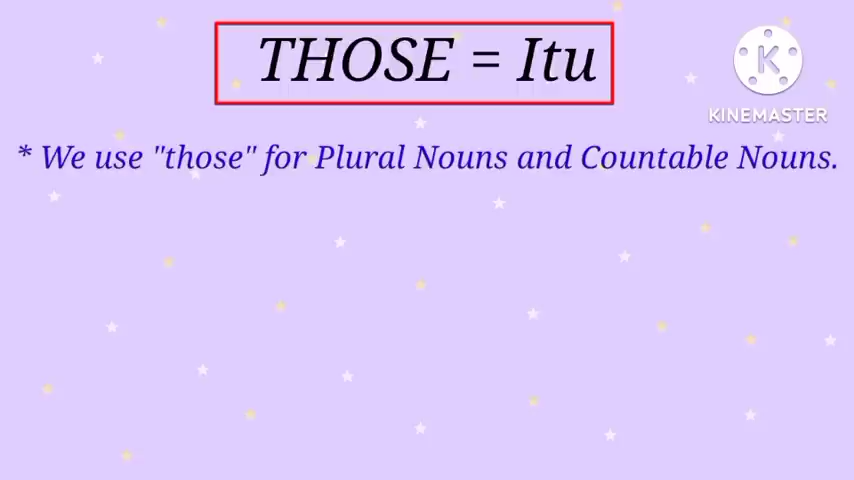 THOSE = Itu
K
KINEMASTER
* We use "those" for Plural Nouns and Countable Nouns.